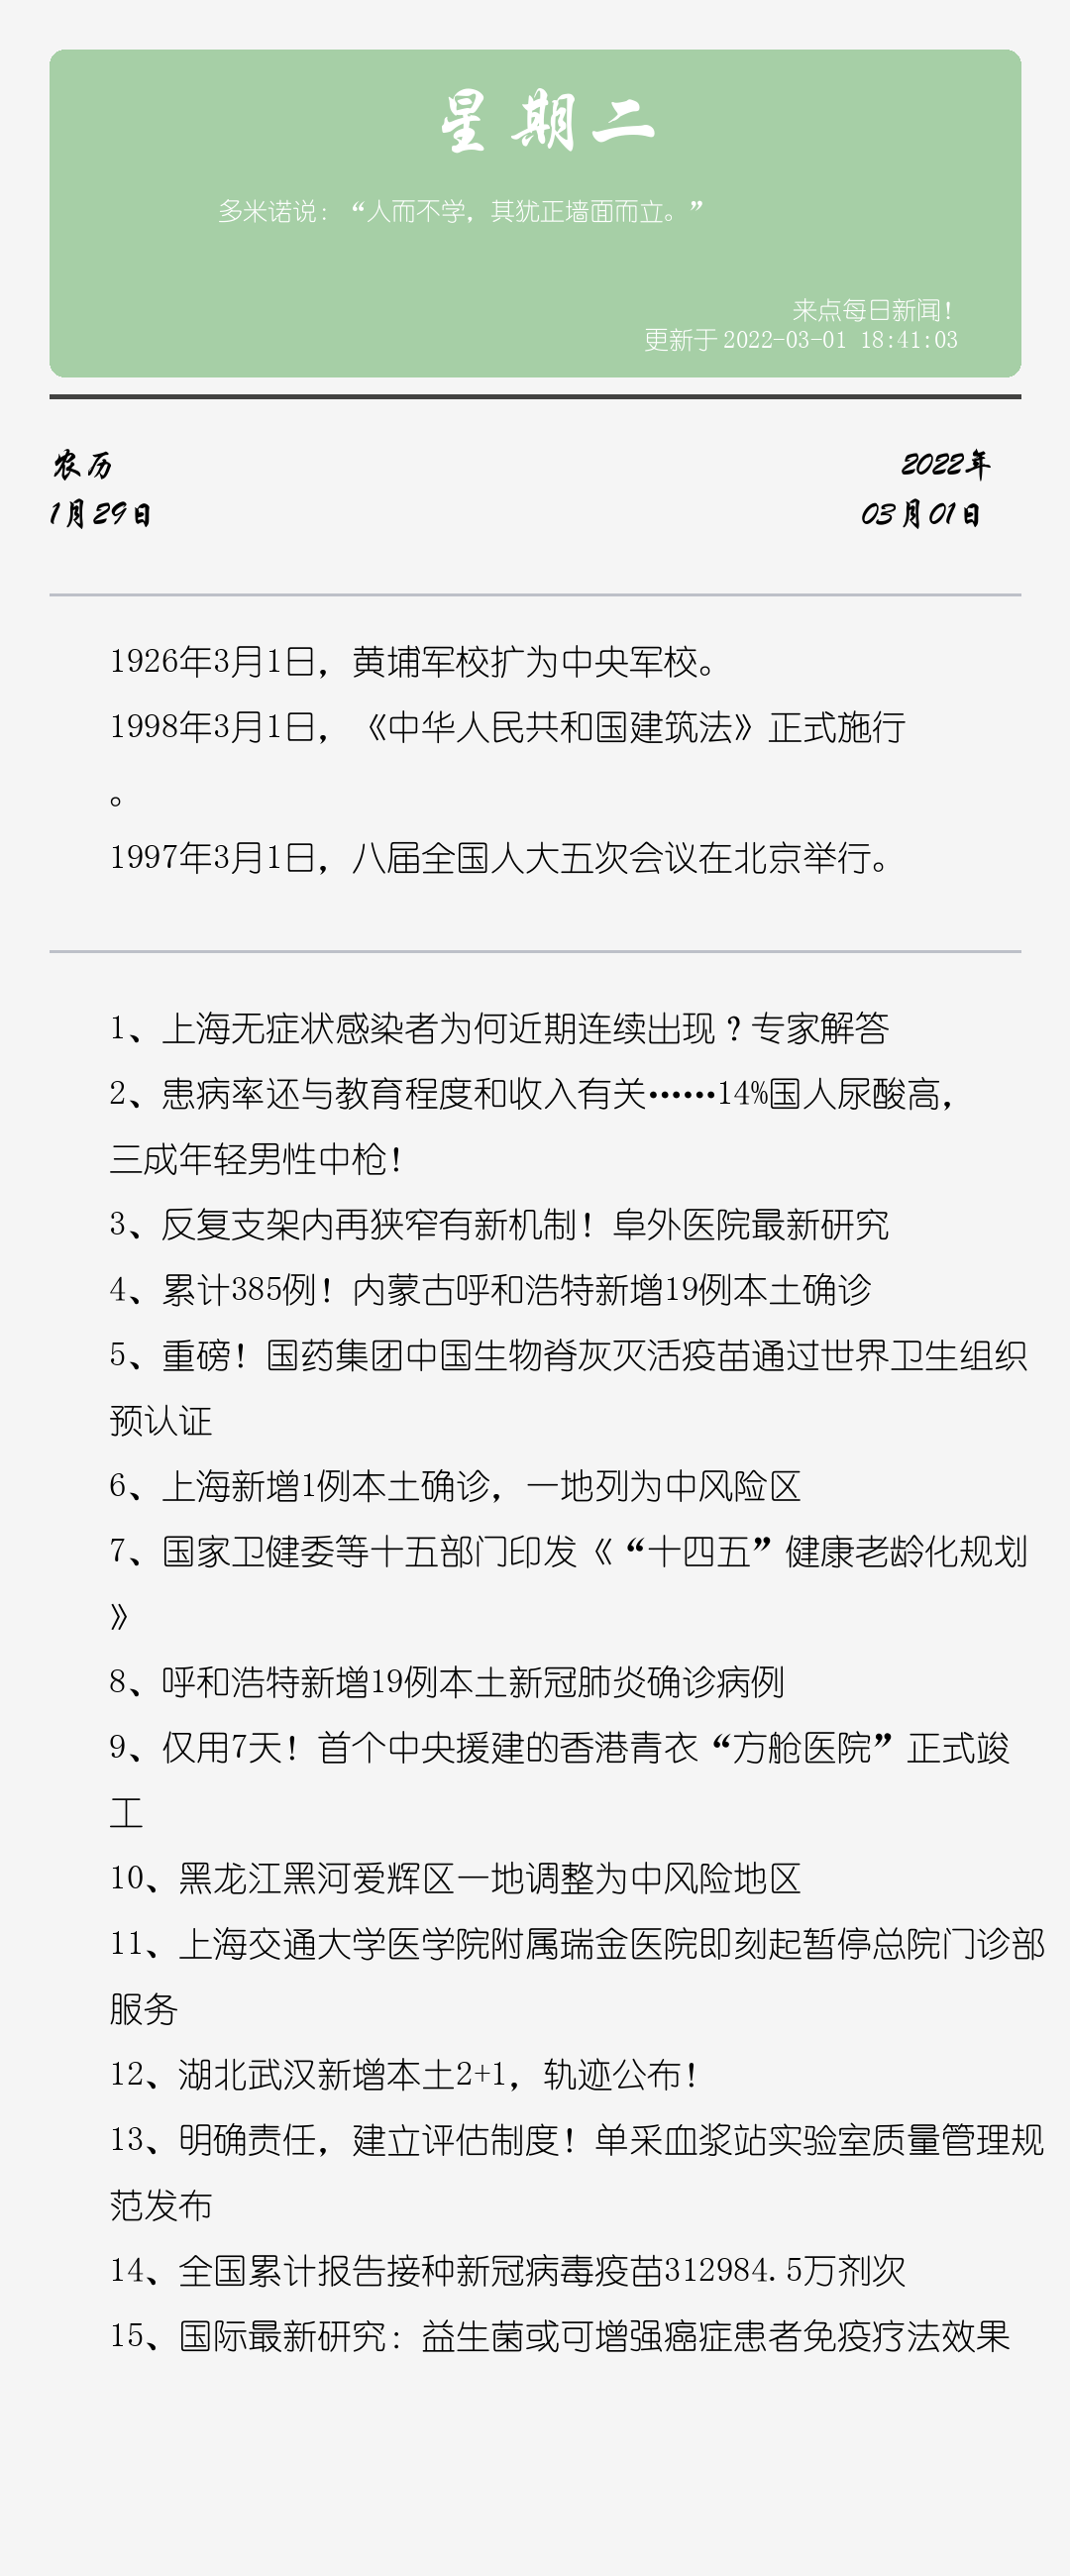 星期二
多米诺说：“人而不学，其犹正墙面而立。”
来点每日新闻！
更新于 2022-03-01 18:41:03
农历
2022年
1月29日
03月01日
1926年3月1日，黄埔军校扩为中央军校。
1998年3月1日，《中华人民共和国建筑法》正式施行
。
1997年3月1日，八届全国人大五次会议在北京举行。
1、上海无症状感染者为何近期连续出现？专家解答
2、患病率还与教育程度和收入有关……14%国人尿酸高，
三成年轻男性中枪！
3、反复支架内再狭窄有新机制！阜外医院最新研究
4、累计385例！内蒙古呼和浩特新增19例本土确诊
5、重磅！国药集团中国生物脊灰灭活疫苗通过世界卫生组织
预认证
6、上海新增1例本土确诊，一地列为中风险区
7、国家卫健委等十五部门印发《“十四五”健康老龄化规划
》
8、呼和浩特新增19例本土新冠肺炎确诊病例
9、仅用7天！首个中央援建的香港青衣“方舱医院”正式竣
工
10、黑龙江黑河爱辉区一地调整为中风险地区
11、上海交通大学医学院附属瑞金医院即刻起暂停总院门诊部
服务
12、湖北武汉新增本土2+1，轨迹公布！
13、明确责任，建立评估制度！单采血浆站实验室质量管理规
范发布
14、全国累计报告接种新冠病毒疫苗312984.5万剂次
15、国际最新研究：益生菌或可增强癌症患者免疫疗法效果